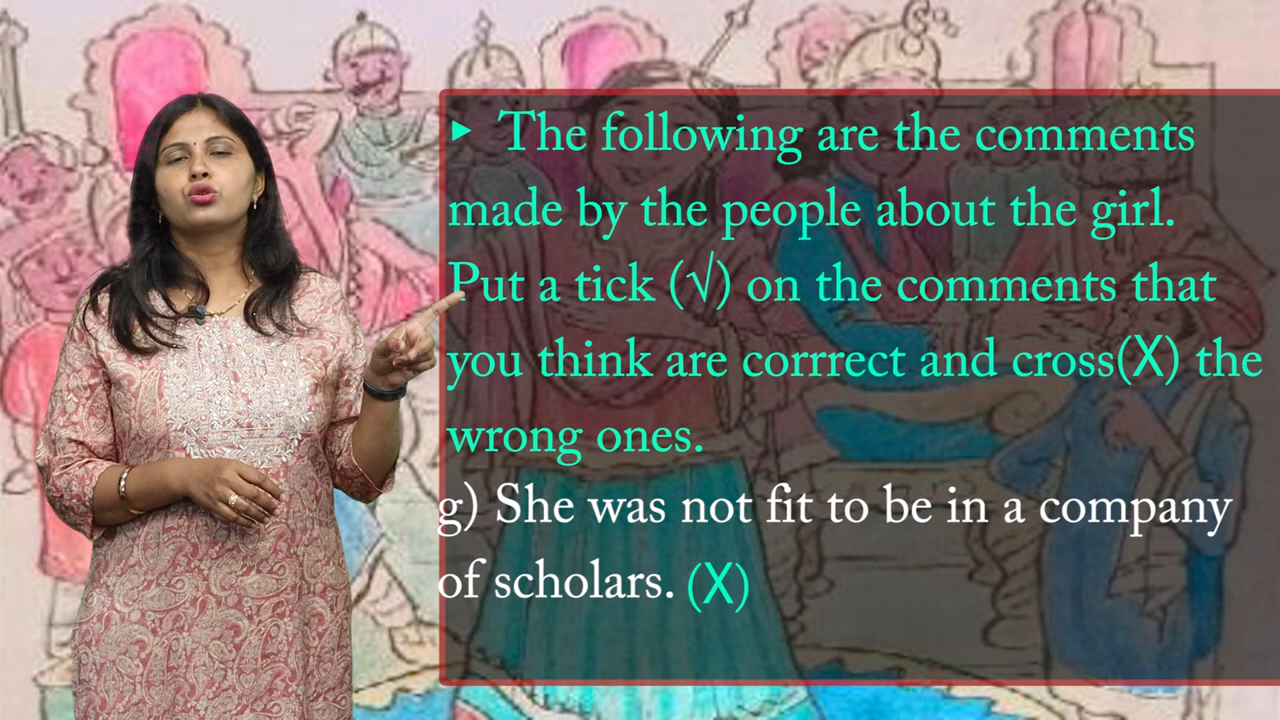 ▸ The following are the comments
made by the people about the girl.
Put a tick (√) on the comments that
you think are corrrect and cross(X) the
wrong ones.
g) She was not fit to be in a company
of scholars. (X)